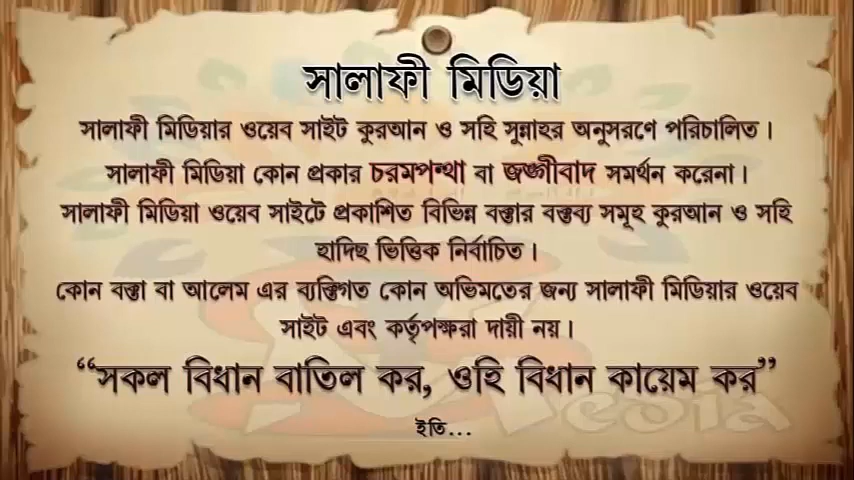 সালাফী মিডিয়া
সালাফী মিডিয়ার ওয়েব সাইট কুরআন ও সহি সুন্নাহর অনুসরণে পরিচালিত।
সালাফী মিডিয়া কোন প্রকার চরমপন্থা বা জঙ্গীবাদ সমর্থন করেনা।
সালাফী মিডিয়া ওয়েব সাইটে প্রকাশিত বিভিন্ন বক্তার বক্তব্য সমূহ কুরআন ও সহি
হাদিছ ভিত্তিক নির্বাচিত।
কোন বক্তা বা আলেম এর ব্যক্তিগত কোন অভিমতের জন্য সালাফী মিডিয়ার ওয়েব
সাইট এবং কর্তৃপক্ষরা দায়ী নয়।
“সকল বিধান বাতিল কর, ওহি বিধান কায়েম কর”
ইতি...